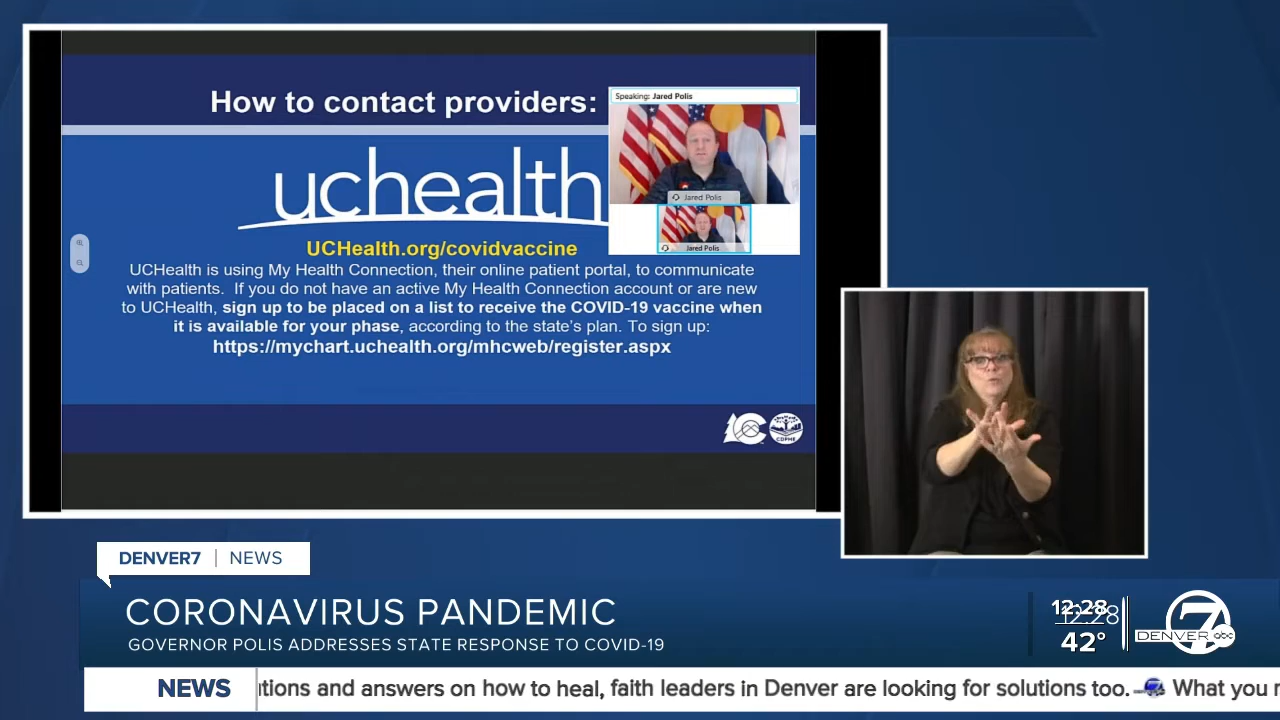 How to contact providers:
Speaking: Jared Polis
Jared Polis
Jared Polis
uchealth
UCHealth.org/covidvaccine
UCHealth is using My Health Connection, their online patient portal, to communicate
with patients. If you do not have an active My Health Connection account or are new
to UCHealth, sign up to be placed on a list to receive the COVID-19 vaccine when
it is available for your phase, according to the state's plan. To sign up:
https://mychart.uchealth.org/mhcweb/register.aspx
CDPHE
DENVER7 | NEWS
CORONAVIRUS PANDEMIC
GOVERNOR POLIS ADDRESSES STATE RESPONSE TO COVID-19
12:28
42°
7
DENVER abc
NEWS
and answers on how to heal, faith leaders in Denver are looking for solutions too. What you